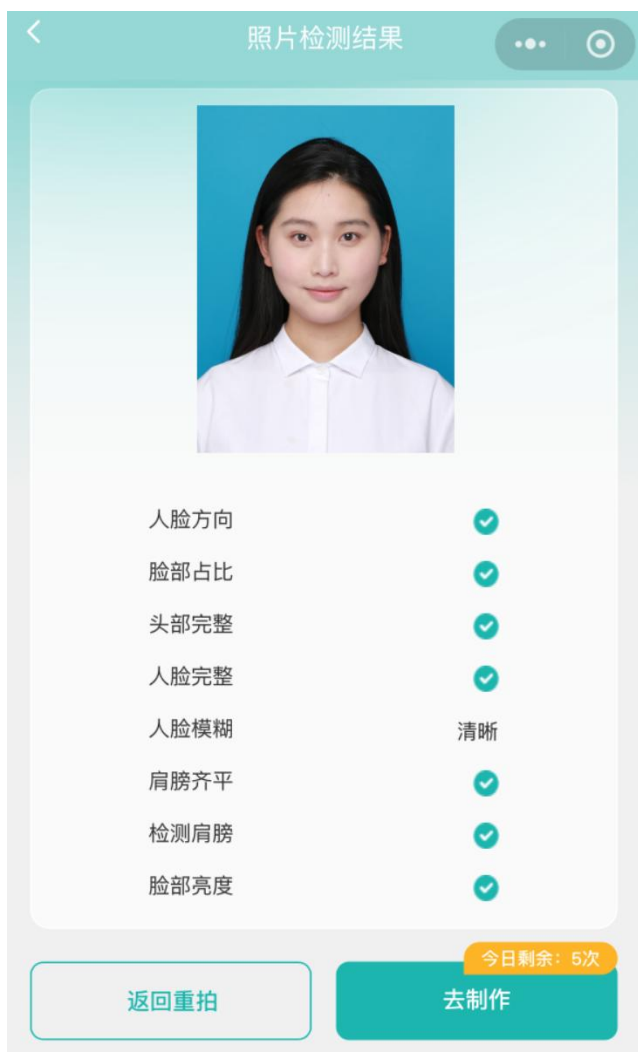 照片检测结果
人脸方向
脸部占比
头部完整
人脸完整
人脸模糊 清晰
肩膀齐平
检测肩膀
脸部亮度
今日剩余：5次
返回重拍 去制作